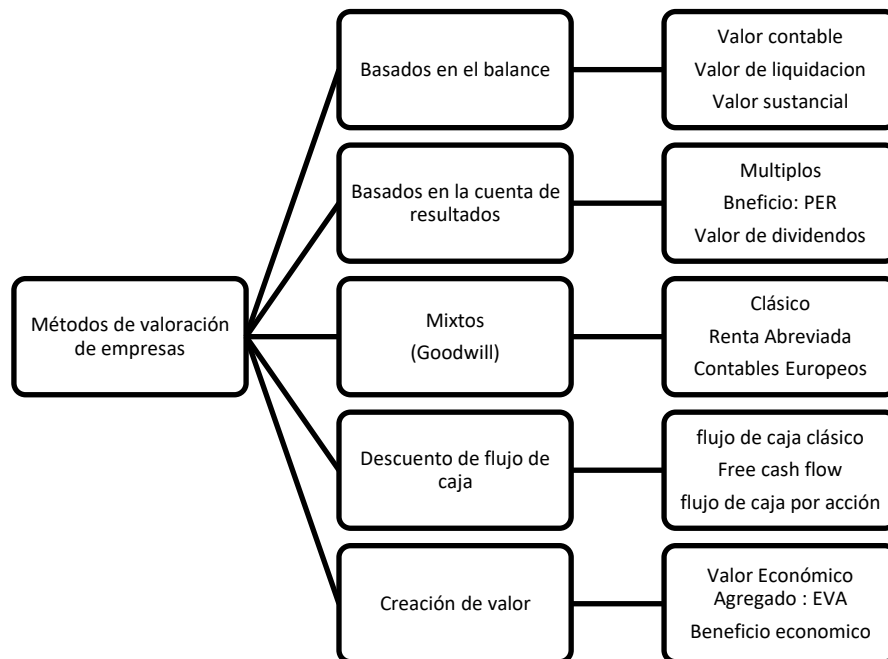 Métodos de valoración
de empresas
Basados en el balance
Valor contable
Valor de liquidacion
Valor sustancial
Basados en la cuenta de
resultados
Multiplos
Bneficio: PER
Valor de dividendos
Mixtos
(Goodwill)
Clásico
Renta Abreviada
Contables Europeos
Descuento de flujo de
caja
flujo de caja clásico
Free cash flow
flujo de caja por acción
Creación de valor
Valor Económico
Agregado : EVA
Beneficio economico